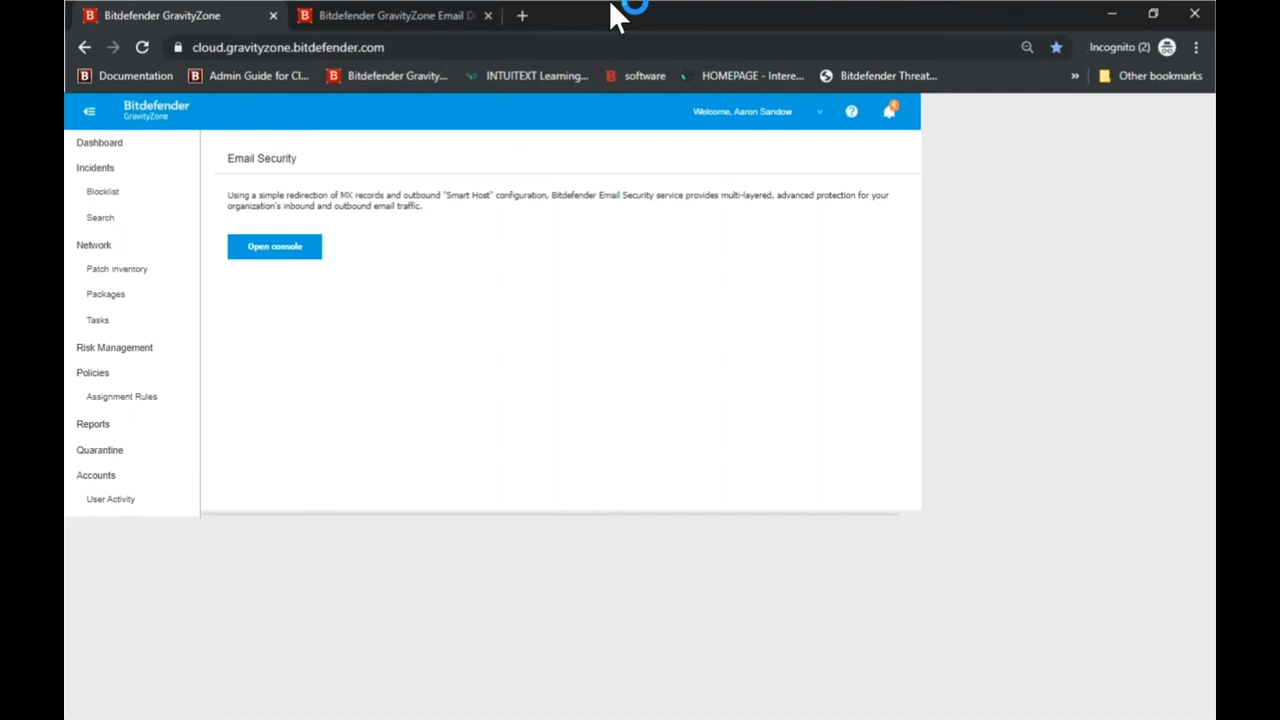 Bitdefender GravityZone
Bitdefender GravityZone Email D
cloud.gravityzone.bitdefender.com
Incognito (2)
Documentation
Admin Guide for Cl...
Bitdefender Gravity...
INTUITEXT Learning...
software
HOMEPAGE - Intere...
Bitdefender Threat...
»
Other bookmarks
Bitdefender
GravityZone
Welcome, Aaron Sandow
Dashboard
Incidents
Blocklist
Search
Network
Patch Inventory
Packages
Tasks
Risk Management
Policies
Assignment Rules
Reports
Quarantine
Accounts
User Activity
Email Security
Using a simple redirection of MX records and outbound "Smart Host" configuration, Bitdefender Email Security service provides multi-layered, advanced protection for your
organization's inbound and outbound email traffic.
Open console